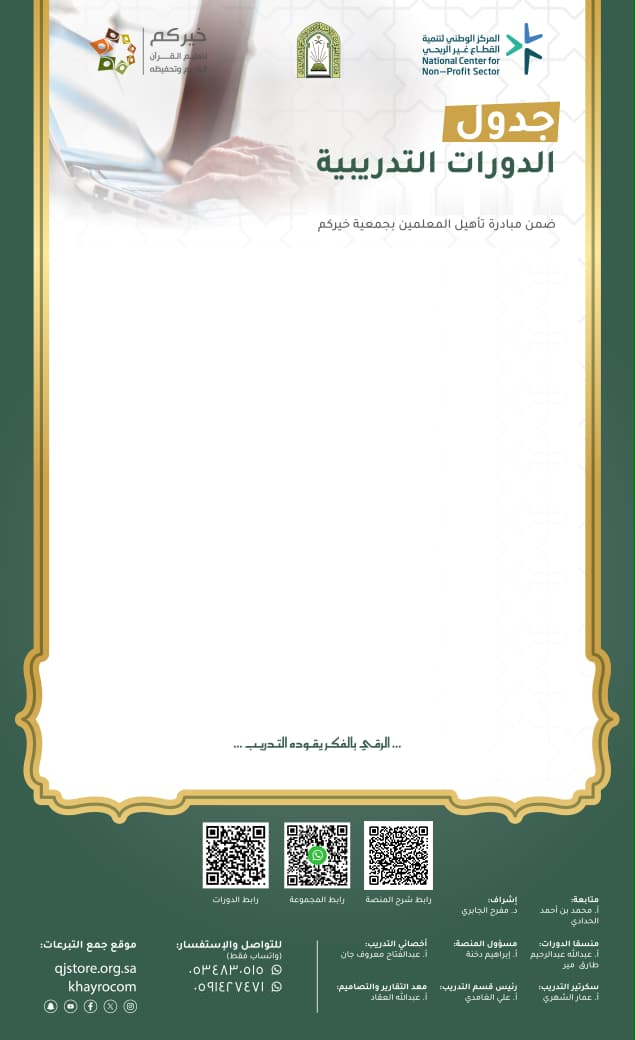 المركز الوطني لتنمية
القطاع غير الربحي
National Center for
Non–Profit Sector
خيركم
لتعليم القـــرآن
الكريم وتحفيظه
جدول
الدورات التدريبية
ضمن مبادرة تأهيل المعلمين بجمعية خيركم
... الرقي بالفكر يقوده التدريب ...
رابط شرح المنصة
رابط المجموعة
رابط الدورات
متابعة:
أ. محمد بن أحمد
الحدادي
إشراف:
د. مفرح الجابري
منسقا الدورات:
أ. عبدالله عبدالرحيم
طارق مير
مسؤول المنصة:
أ. إبراهيم دخنة
أخصائي التدريب:
أ. عبدالفتاح معروف جان
سكرتير التدريب:
أ. عمار الشهري
رئيس قسم التدريب:
أ. علي الغامدي
معد التقارير والتصاميم:
أ. عبدالله العقاد
للتواصل والإستفسار:
(واتساب فقط)
٠٥٣٤٨٣٠٥١٥
٠٥٩١٤٢٧٤٧١
موقع جمع التبرعات:
qjstore.org.sa
khayrocom